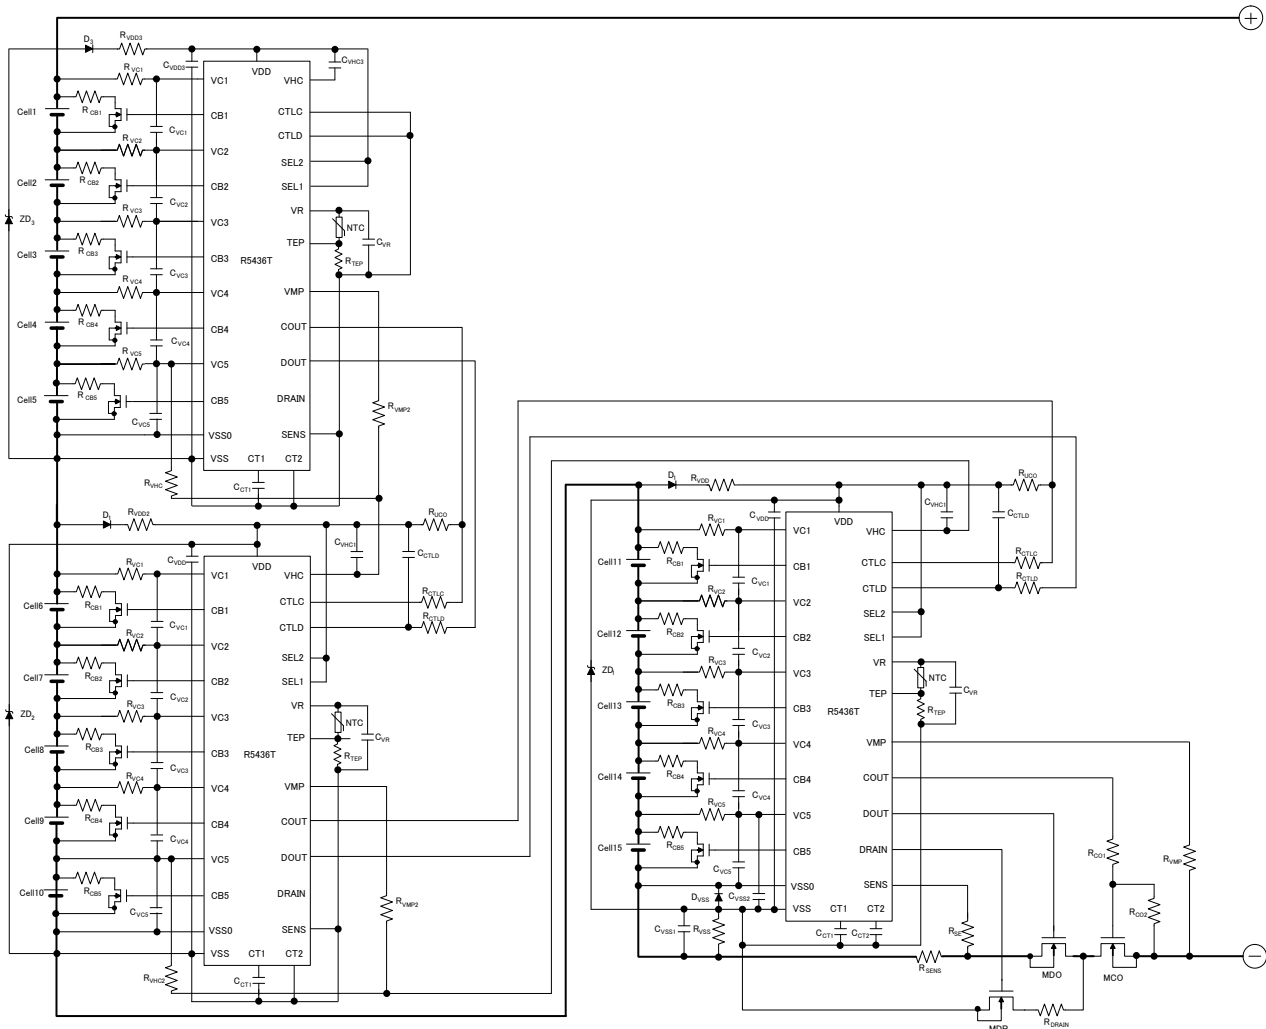 +
D3
RVDD3
CVDD3
VDD
VHC
CVHC3
RVC1
VC1
CTLC
Cell1
RCB1
CB1
CVC1
CTLD
RVC2
VC2
SEL2
Cell2
RCB2
CB2
SEL1
CVC2
VR
ZD3
RVC3
VC3
NTC
TEP
CVR
Cell3
RCB3
CB3
R5436T
RTEP
CVC3
RVC4
VC4
VMP
Cell4
RCB4
CB4
COUT
CVC4
RVC5
VC5
DOUT
Cell5
RCB5
CB5
DRAIN
RVMP2
CVC5
VSS0
SENS
VSS
CT1
CT2
RVHC
CCT1
D1
RVDD2
RUCO
CVDD
VDD
CVHC1
CCTLD
RVC1
VC1
VHC
Cell6
RCB1
CB1
CTLC
RCTLC
CVC1
CTLD
RCTLD
RVC2
VC2
SEL2
Cell7
RCB2
CB2
SEL1
CVC2
VR
ZD2
RVC3
VC3
NTC
TEP
CVR
Cell8
RCB3
CB3
R5436T
RTEP
CVC3
RVC4
VC4
VMP
Cell9
RCB4
CB4
COUT
CVC4
VC5
DOUT
Cell10
RCB5
CB5
DRAIN
RVMP2
CVC5
VSS0
SENS
VSS
CT1
CT2
RVHC2
CCT1
D1
RVDD
RUCO
CVDD
VDD
CVHC1
CCTLD
RVC1
VC1
VHC
Cell11
RCB1
CB1
CTLC
RCTLC
CVC1
CTLD
RCTLD
RVC2
VC2
SEL2
Cell12
RCB2
CB2
SEL1
CVC2
VR
ZD1
RVC3
VC3
NTC
TEP
CVR
Cell13
RCB3
CB3
R5436T
RTEP
CVC3
RVC4
VC4
VMP
Cell14
RCB4
CB4
COUT
CVC4
RVC5
VC5
DOUT
Cell15
RCB5
CB5
DRAIN
RCO1
RVMP
CVC5
VSS0
SENS
DVSS
CVSS2
VSS
CT1
CT2
RCO2
CVSS1
RVSS
CCT1
CCT2
RSE
RSENS
MDO
MCO
−
RDRAIN
MDR